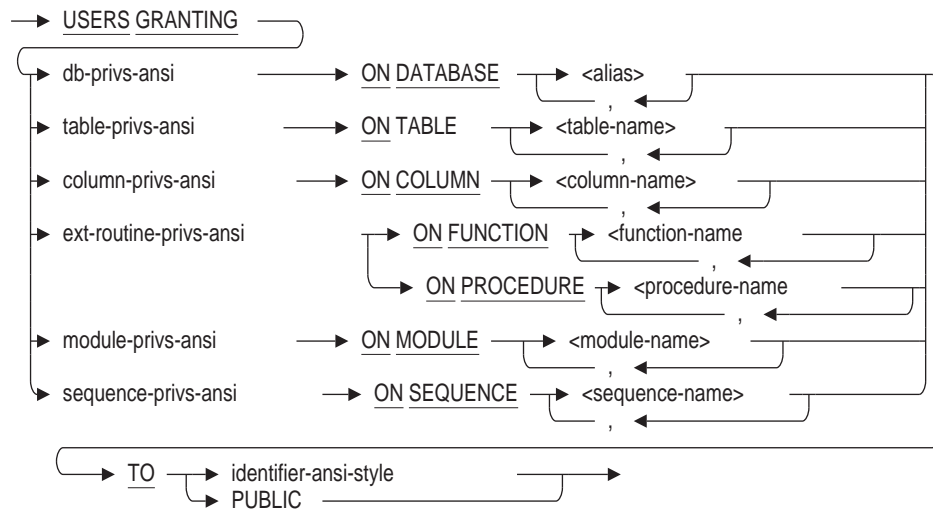 USERS GRANTING
db-privs-ansi ON DATABASE <alias>
,
table-privs-ansi ON TABLE <table-name>
,
column-privs-ansi ON COLUMN <column-name>
,
ext-routine-privs-ansi ON FUNCTION <function-name
,
ON PROCEDURE <procedure-name
,
module-privs-ansi ON MODULE <module-name>
,
sequence-privs-ansi ON SEQUENCE <sequence-name>
,
TO identifier-ansi-style
PUBLIC